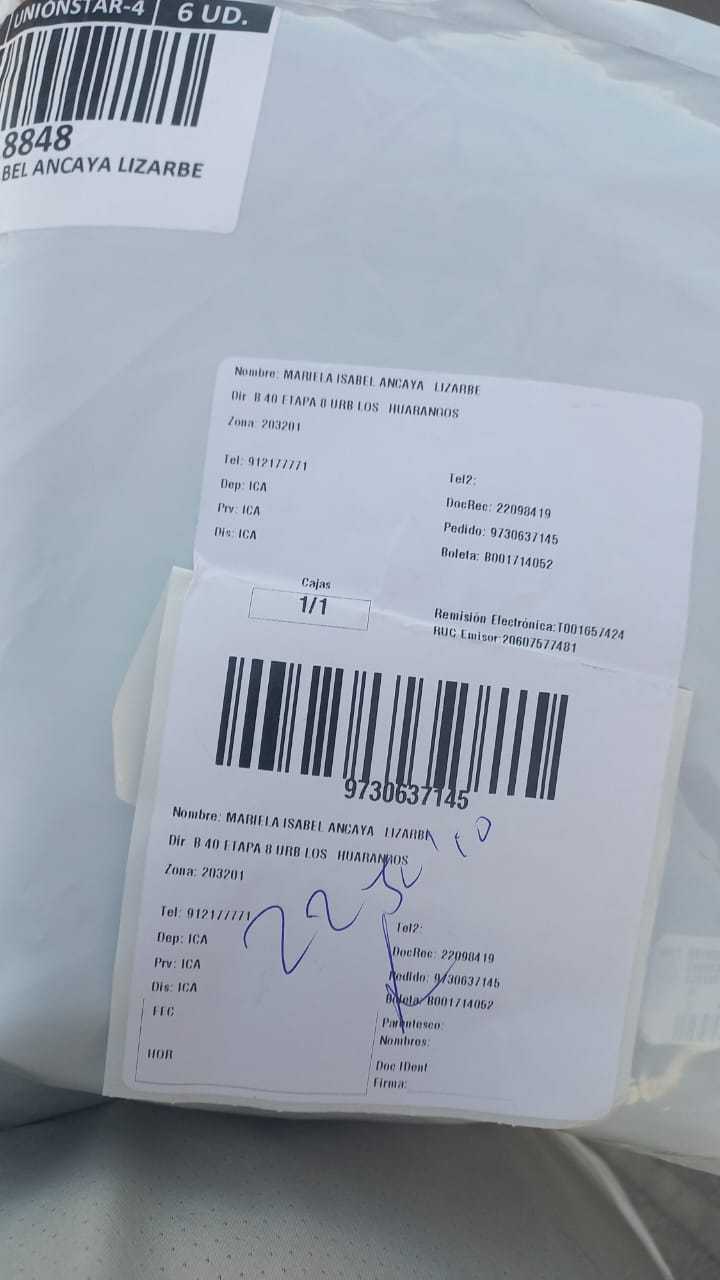 UNIONSTAR-4 | 6 UD.
8848
BEL ANCAYA LIZARBE
Nombre: MARIELA ISABEL ANCAYA LIZARBE
Dir B 40 ETAPA 8 URB LOS HUARANGOS
Zona: 203201
Tel: 912177771
Tel2:
Dep: ICA
DocRec: 22098419
Prv: ICA
Pedido: 9730637145
Dis: ICA
Boleta: B001714052
Cajas
1/1
Remisión Electrónica:T001657424
RUC Emisor:20607577481
9730637145
Nombre: MARIELA ISABEL ANCAYA LIZARBE
Dir B 40 ETAPA 8 URB LOS HUARANGOS
Zona: 203201
Tel: 912177771
Tel2:
Dep: ICA
DocRec: 22098419
Prv: ICA
Pedido: 9730637145
Dis: ICA
Boleta: B001714052
FEC
Parentesco:
Nombres:
HOR
Doc IDent
Firma: